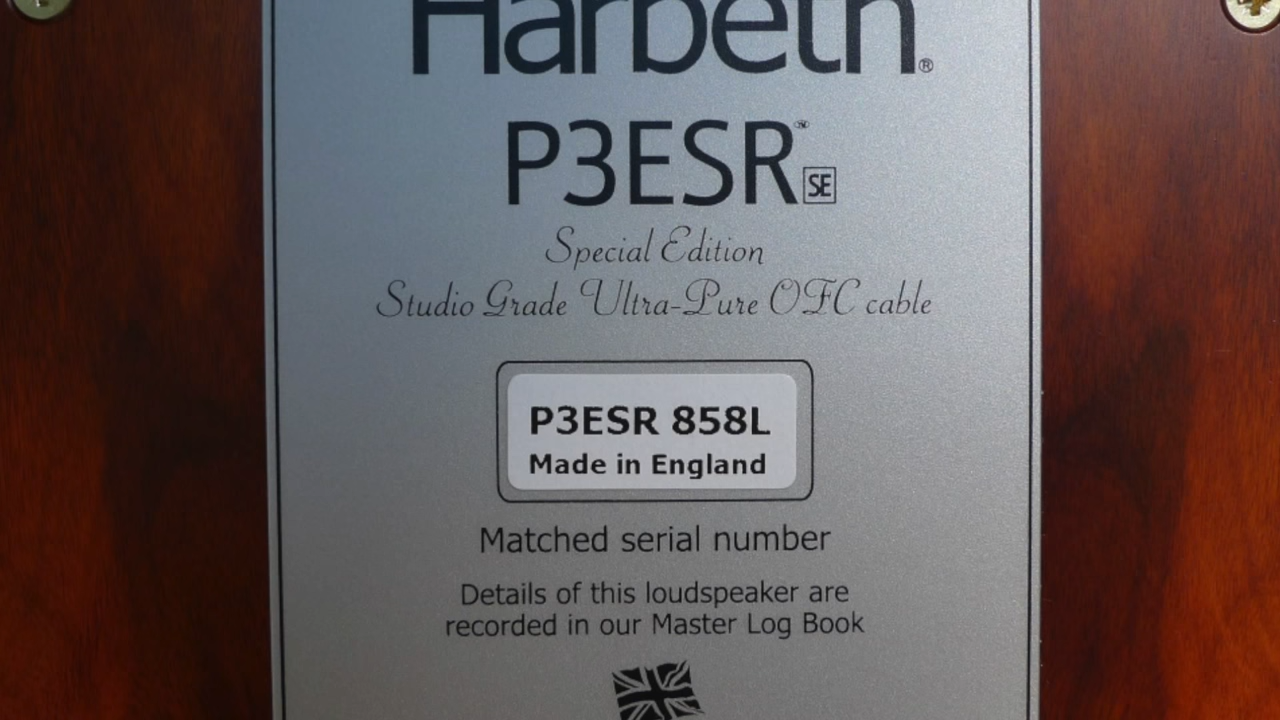 Harbeth®
P3ESR™ SE
Special Edition
Studio Grade Ultra-Pure OFC cable
P3ESR 858L
Made in England
Matched serial number
Details of this loudspeaker are
recorded in our Master Log Book